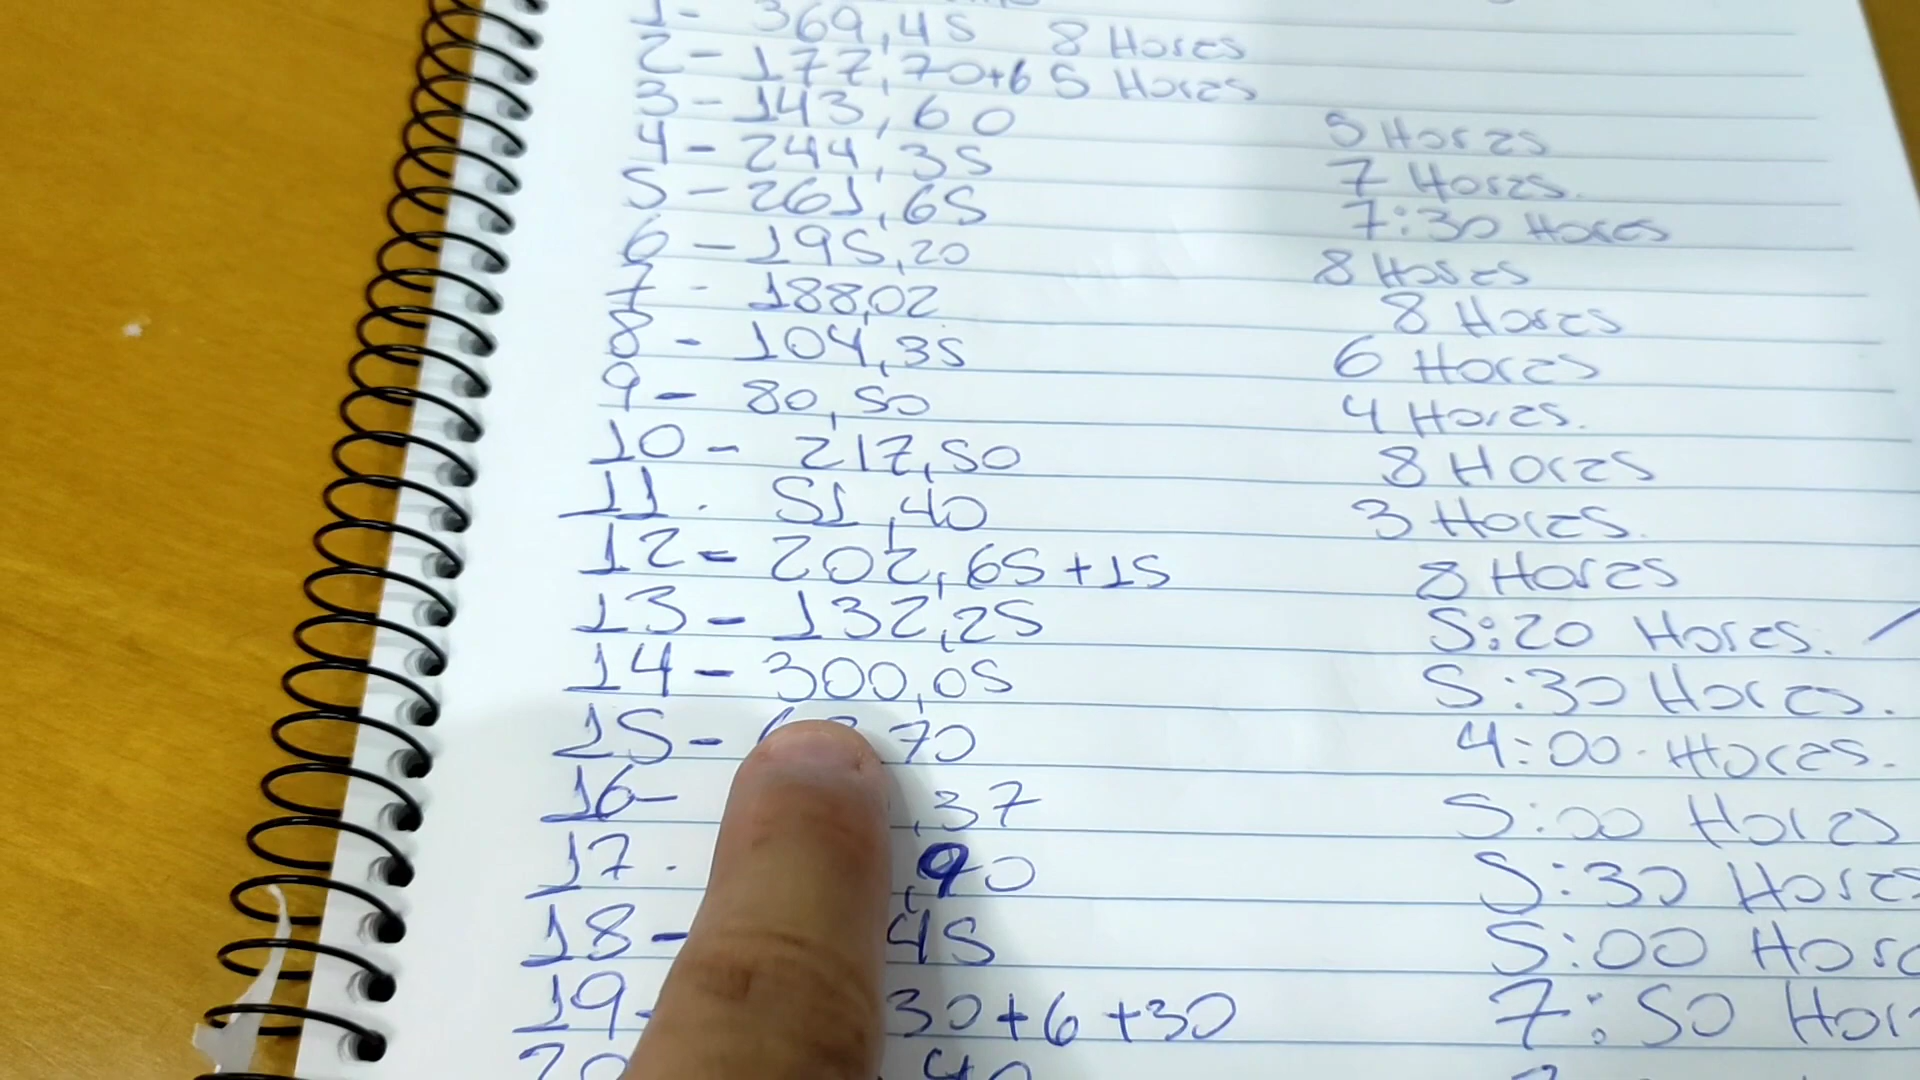 1- 369,45 8 Horas
2- 177,70+6 5 Horas
3- 143,60 5 Horas
4- 244,35 7 Horas.
5- 261,65 7:30 Horas
6- 195,20 8 Horas
7- 188,02 8 Horas
8- 104,35 6 Horas
9- 80,50 4 Horas.
10- 217,50 8 Horas
11. 51,40 3 Horas.
12- 202,65+15 8 Horas
13- 132,25 5:20 Horas.
14- 300,05 5:30 Horas.
15- 70 4:00 Horas.
16- ,37 5:00 Horas
17. ,90 5:30 Horas
18- 45 5:00
19- 30+6+30 7:50
20